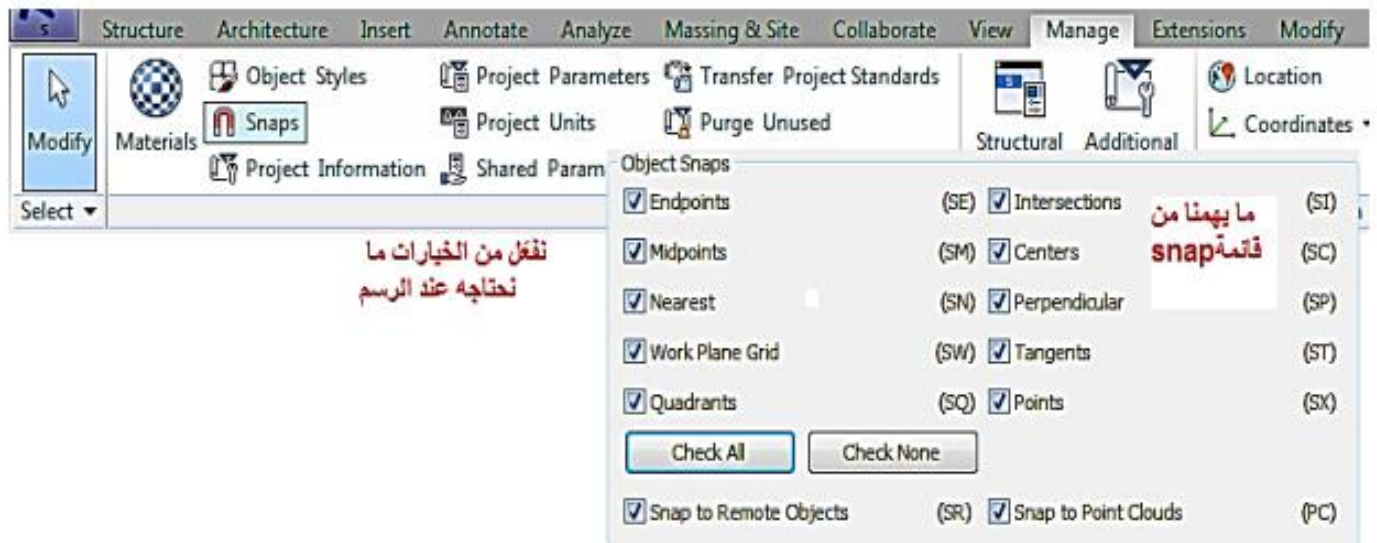 S
Structure Architecture Insert Annotate Analyze Massing & Site Collaborate View Manage Extensions Modify
Modify
Materials
Object Styles
Snaps
Project Information
Project Parameters
Project Units
Shared Param
Transfer Project Standards
Purge Unused
Structural
Additional
Location
Coordinates
Select
نفعّل من الخيارات ما
نحتاجه عند الرسم
ما يهمنا من
قائمة snap
Object Snaps
Endpoints (SE) Intersections (SI)
Midpoints (SM) Centers (SC)
Nearest (SN) Perpendicular (SP)
Work Plane Grid (SW) Tangents (ST)
Quadrants (SQ) Points (SX)
Check All Check None
Snap to Remote Objects (SR) Snap to Point Clouds (PC)